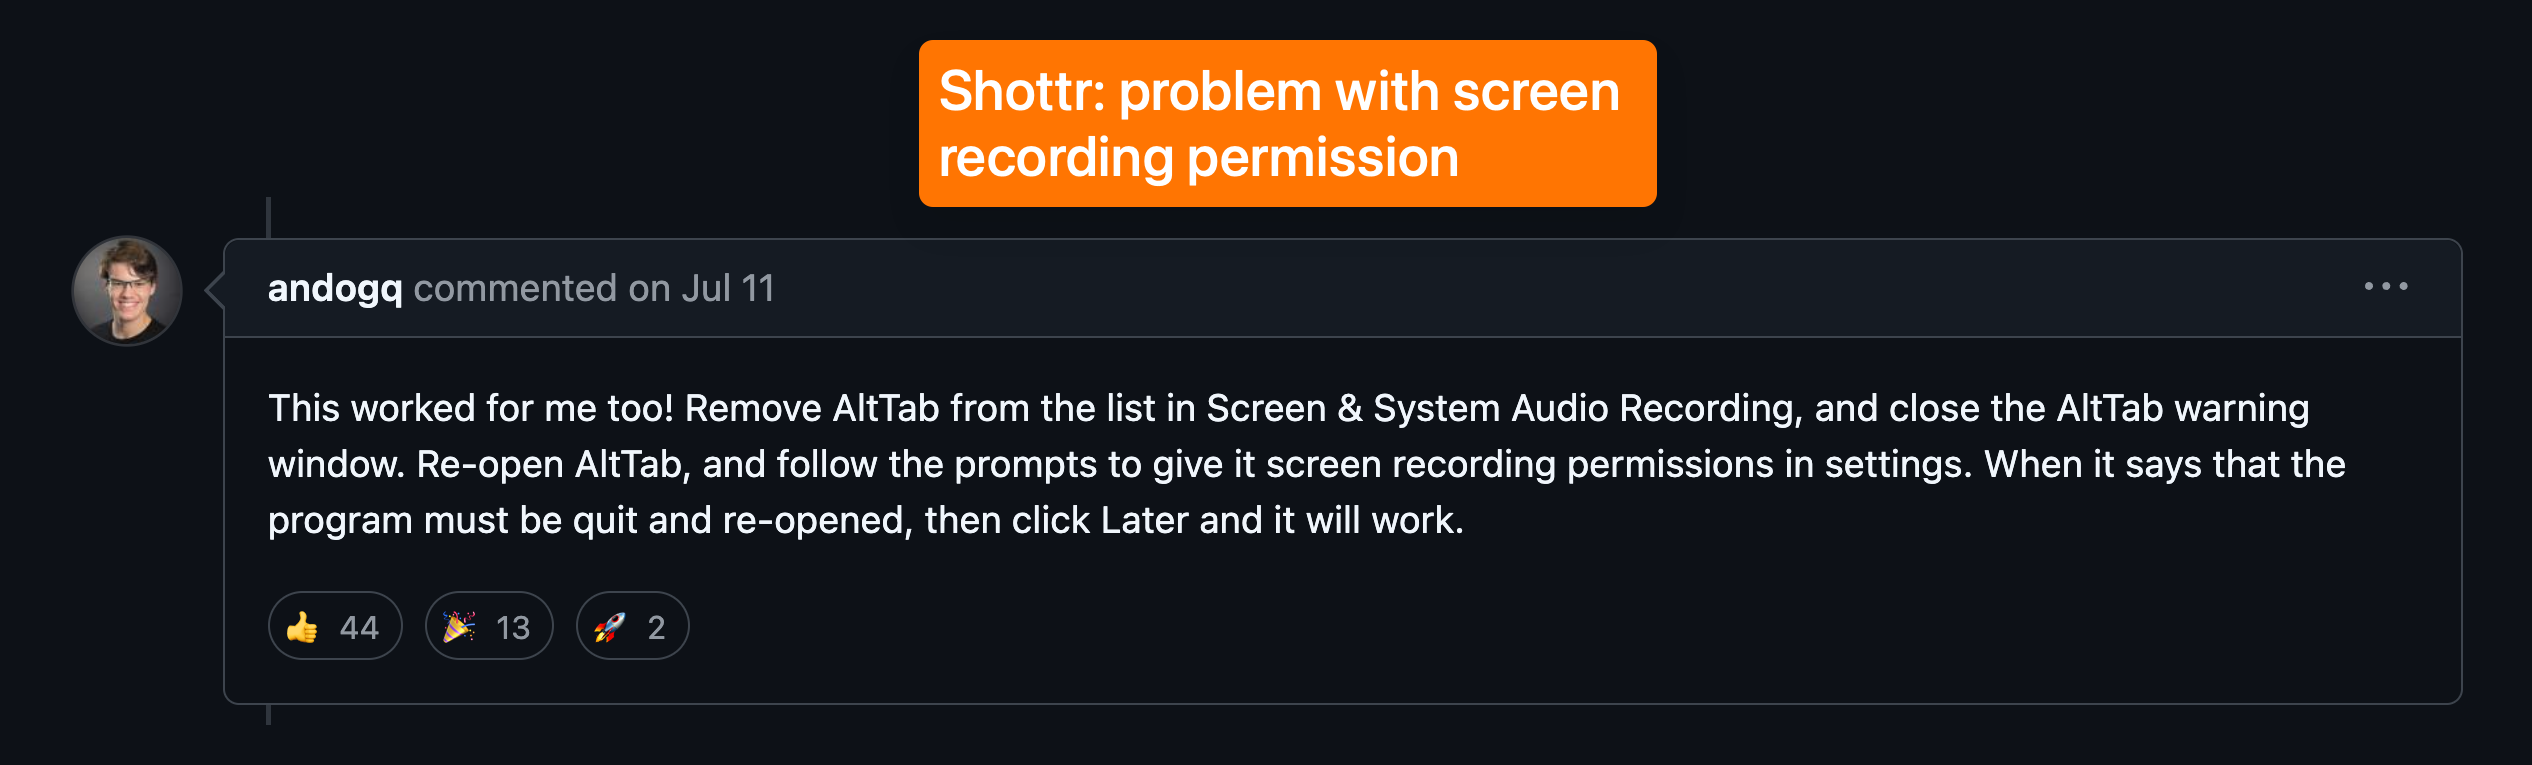 Shottr: problem with screen
recording permission
andogq commented on Jul 11
This worked for me too! Remove AltTab from the list in Screen & System Audio Recording, and close the AltTab warning
window. Re-open AltTab, and follow the prompts to give it screen recording permissions in settings. When it says that the
program must be quit and re-opened, then click Later and it will work.
👍 44 🎉 13 🚀 2